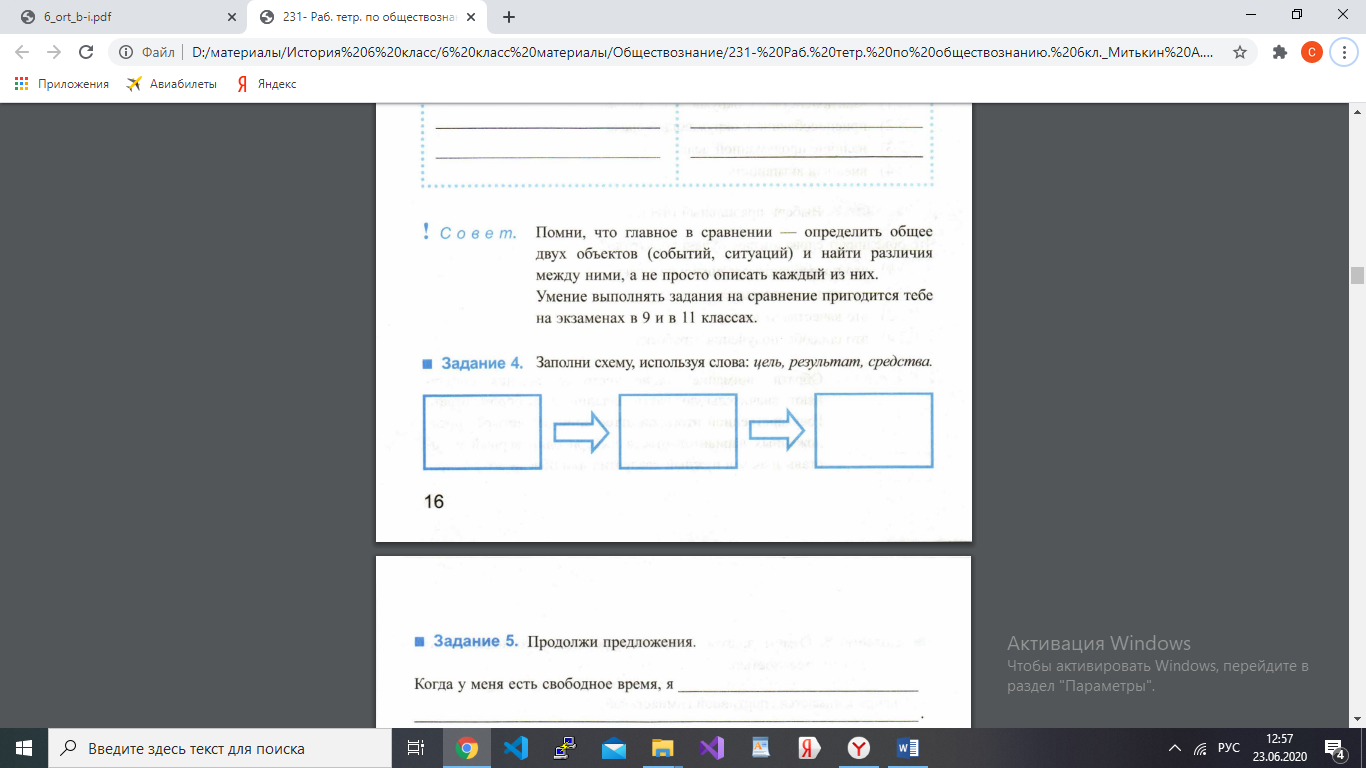 6_ort_b-i.pdf
231- Раб. тетр. по обществозна
Файл
D:/материалы/История%206%20класс/6%20класс%20материалы/Обществознание/231-%20Раб.%20тетр.%20по%20обществознанию.%206кл._Митькин%20А....
С
Приложения
Авиабилеты
Яндекс
! Совет. Помни, что главное в сравнении — определить общее
двух объектов (событий, ситуаций) и найти различия
между ними, а не просто описать каждый из них.
Умение выполнять задания на сравнение пригодится тебе
на экзаменах в 9 и в 11 классах.
Задание 4. Заполни схему, используя слова: цель, результат, средства.
16
Задание 5. Продолжи предложения.
Когда у меня есть свободное время, я
.
Активация Windows
Чтобы активировать Windows, перейдите в
раздел "Параметры".
Введите здесь текст для поиска
РУС
12:57
23.06.2020
4